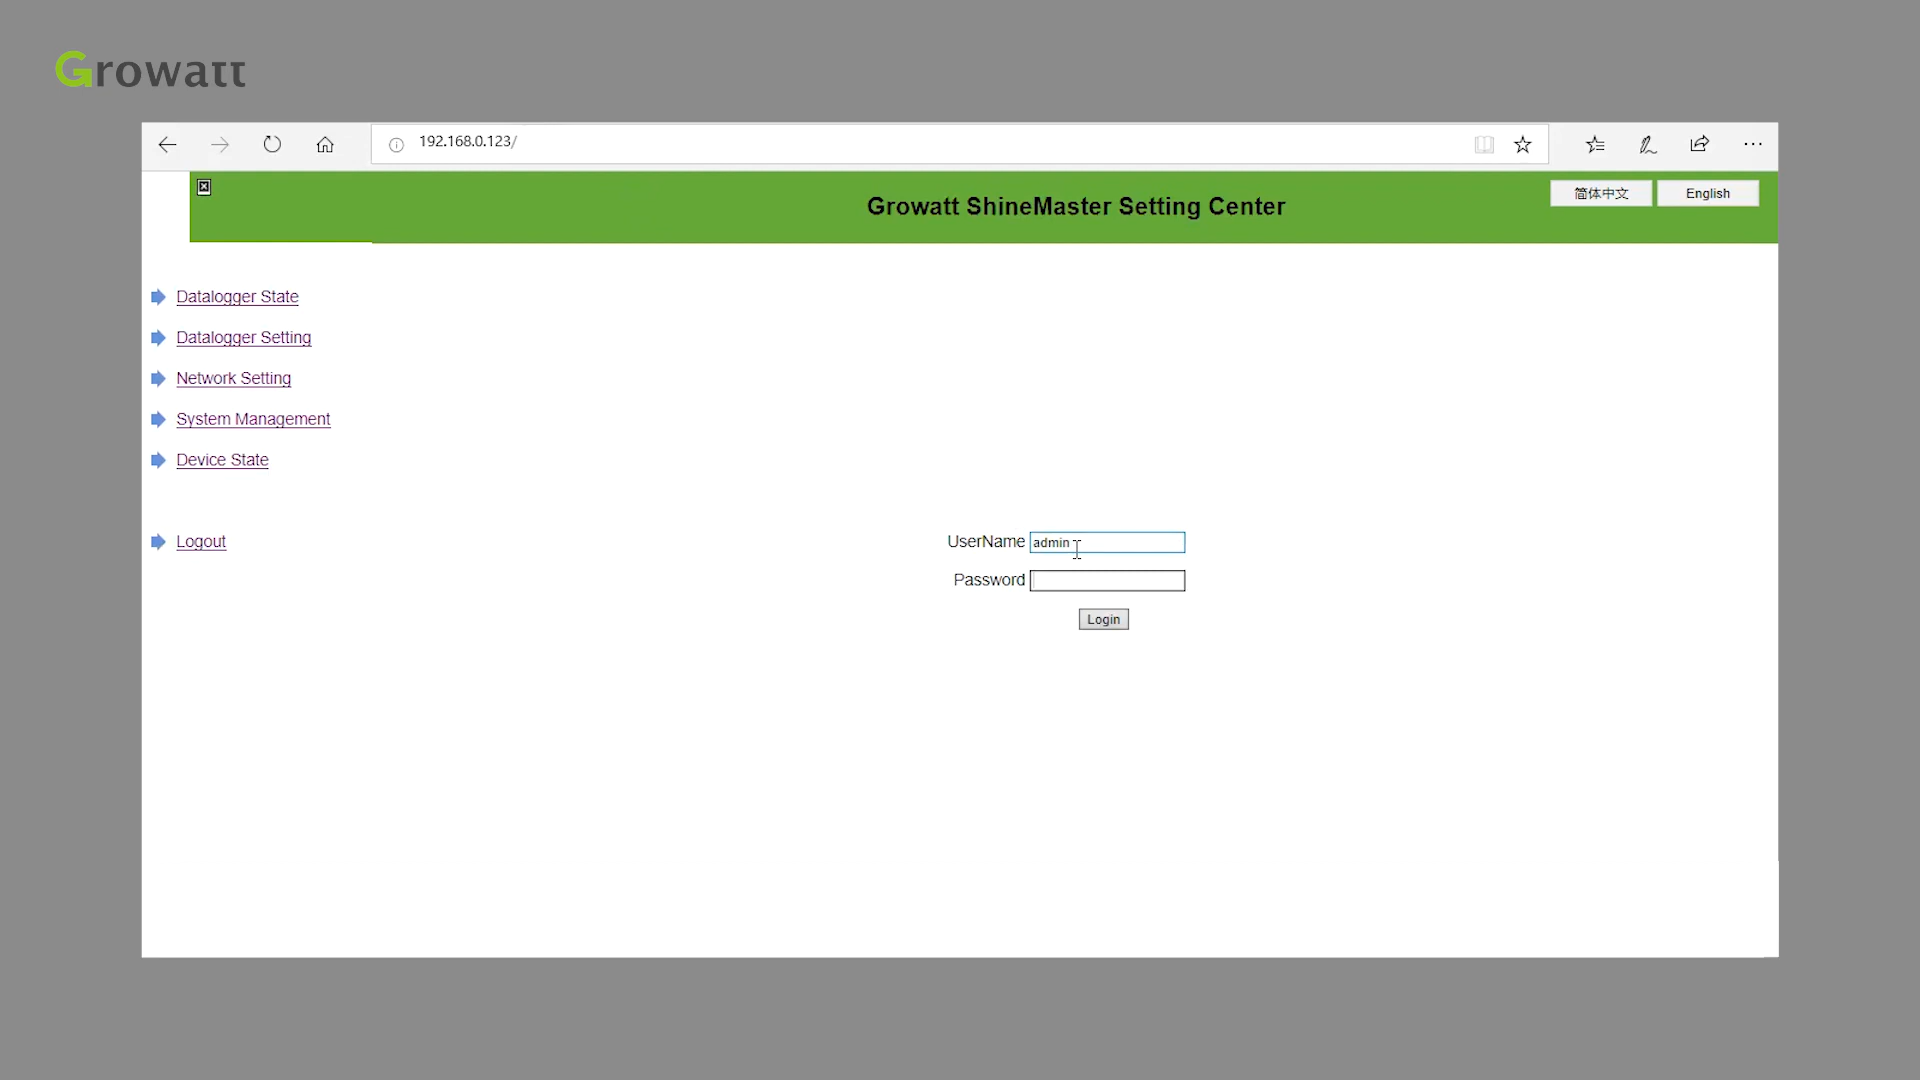 Growatt
192.168.0.123/
Growatt ShineMaster Setting Center
简体中文
English
Datalogger State
Datalogger Setting
Network Setting
System Management
Device State
Logout
UserName admin
Password
Login